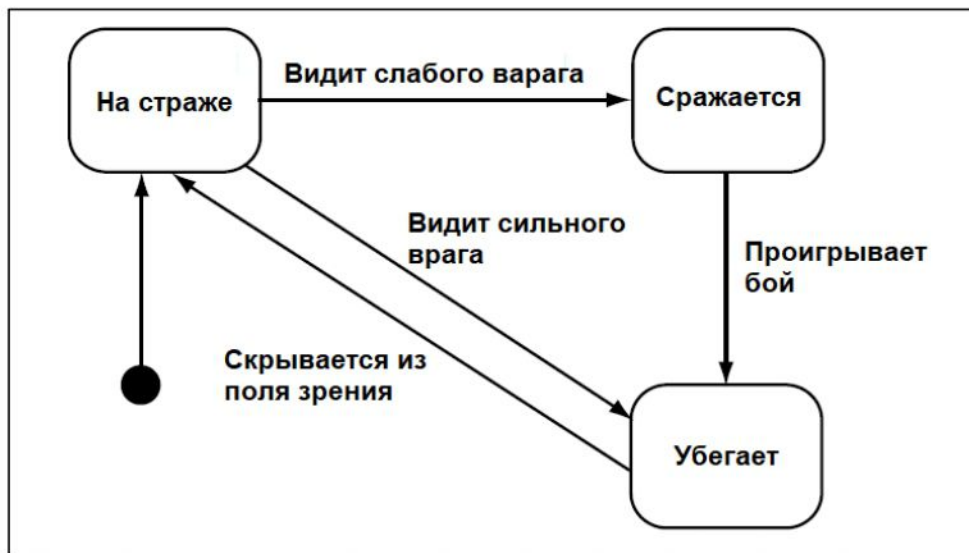 На страже
Видит слабого варага
Сражается
Видит сильного
врага
Проигрывает
бой
Скрывается из
поля зрения
Убегает